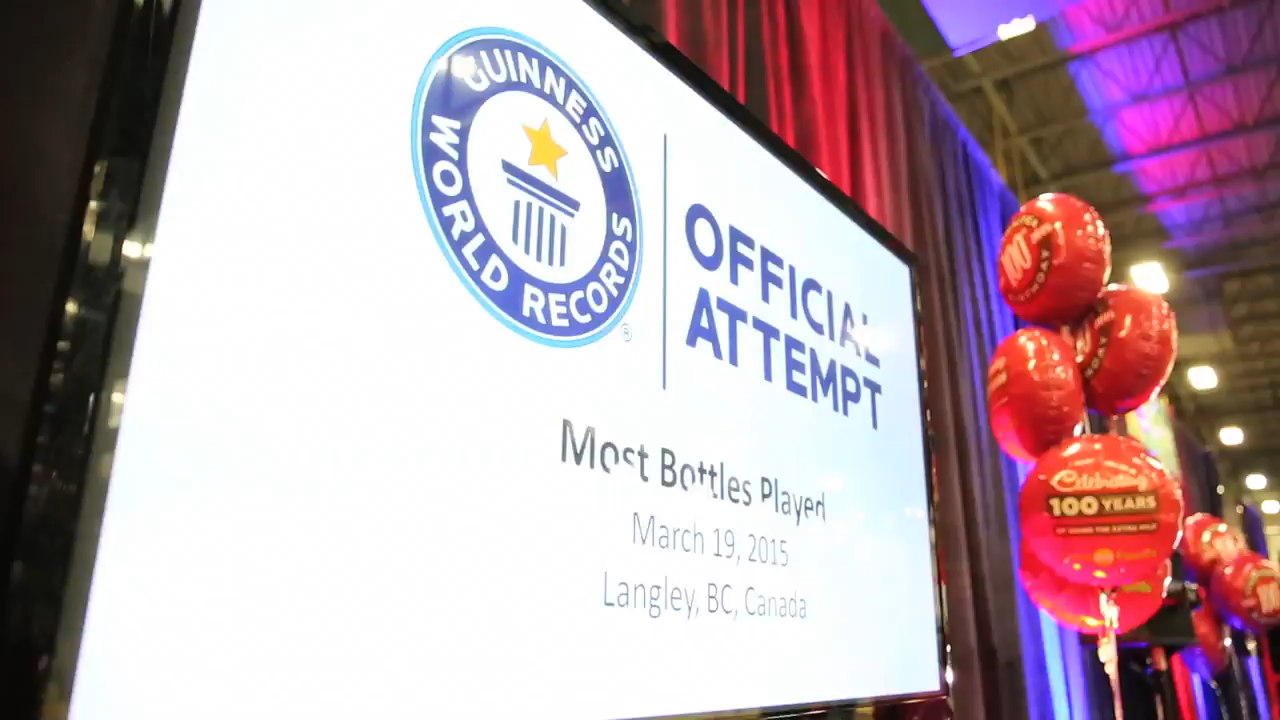 GUINNESS
WORLD RECORDS
®
OFFICIAL
ATTEMPT
Most Bottles Played
March 19, 2015
Langley, BC, Canada
100
Celebrating
100 YEARS